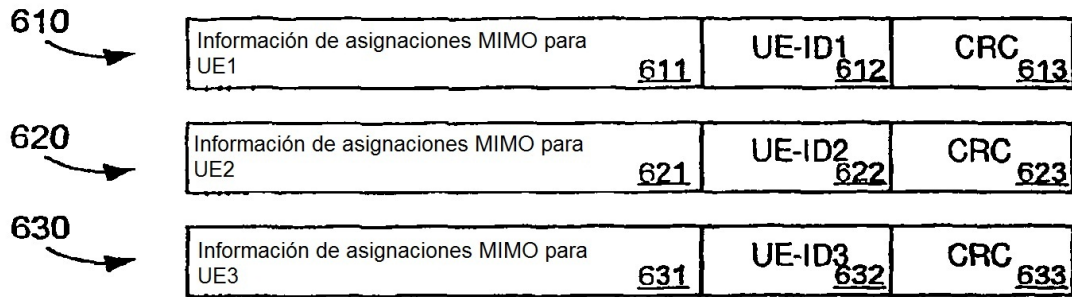 610
Información de asignaciones MIMO para
UE1
611
UE-ID1
612
CRC
613
620
Información de asignaciones MIMO para
UE2
621
UE-ID2
622
CRC
623
630
Información de asignaciones MIMO para
UE3
631
UE-ID3
632
CRC
633